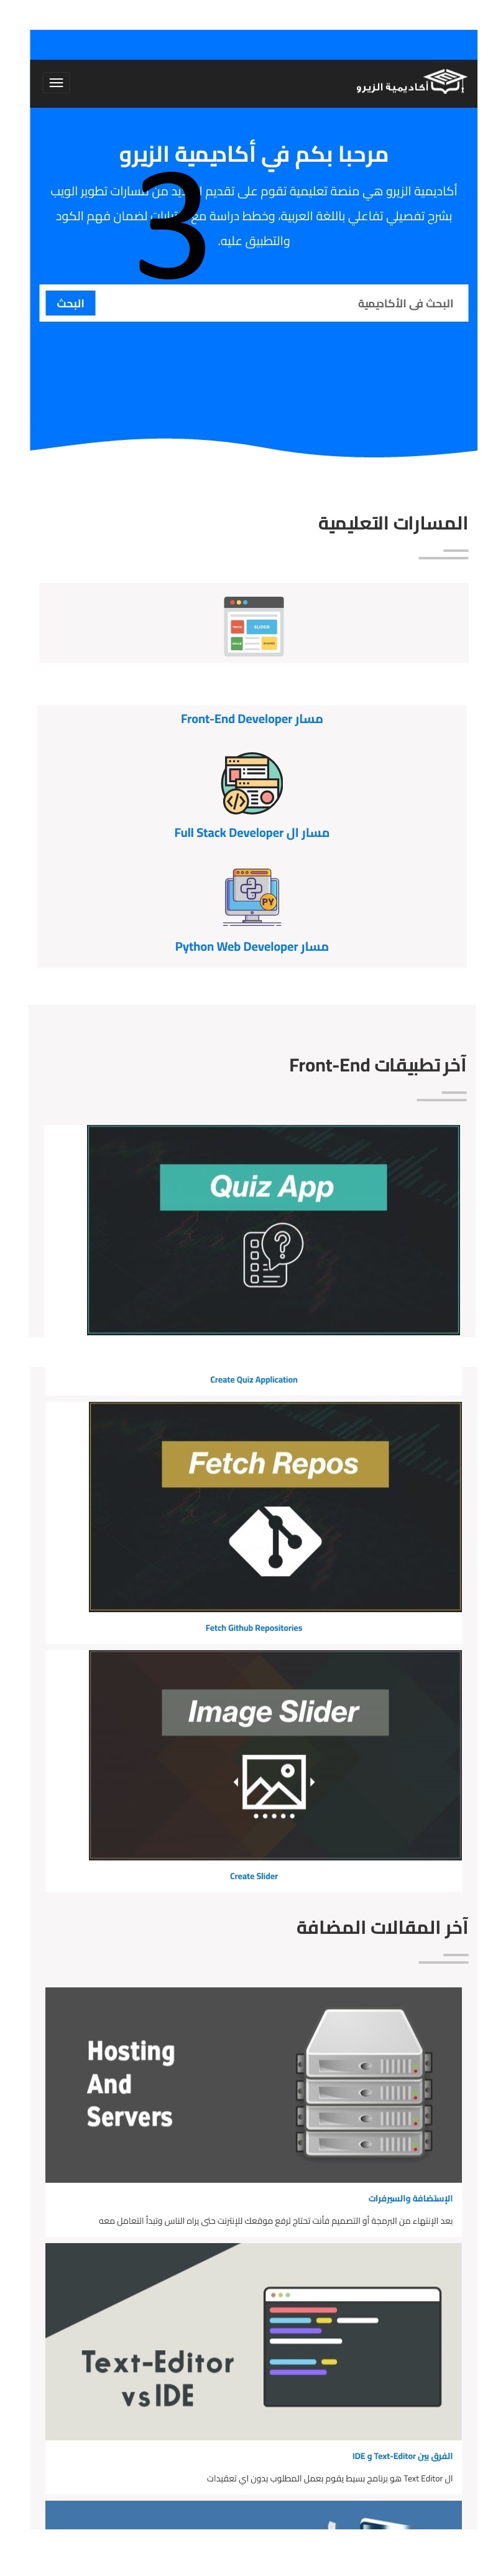 أكاديمية الزيرو
مرحبا بكم في أكاديمية الزيرو
أكاديمية الزيرو هي منصة تعليمية تقوم على تقديم من مسارات تطوير الويب
بشرح تفصيلي تفاعلي باللغة العربية، وخطط دراسة مع لضمان فهم الكود
والتطبيق عليه.
3
البحث فى الأكاديمية
البحث
المسارات التعليمية
SLIDER
مسار Front-End Developer
مسار ال Full Stack Developer
PY
مسار Python Web Developer
آخر تطبيقات Front-End
Quiz App
Create Quiz Application
Fetch Repos
Fetch Github Repositories
Image Slider
Create Slider
آخر المقالات المضافة
Hosting
And
Servers
الإستضافة والسيرفرات
بعد الإنتهاء من البرمجة أو التصميم فأنت تحتاج لرفع موقعك للإنترنت حتى يراه الناس وتبدأ التعامل معه
Text-Editor
vs IDE
الفرق بين Text-Editor و IDE
ال Text Editor هو برنامج بسيط يقوم بعمل المطلوب بدون اي تعقيدات